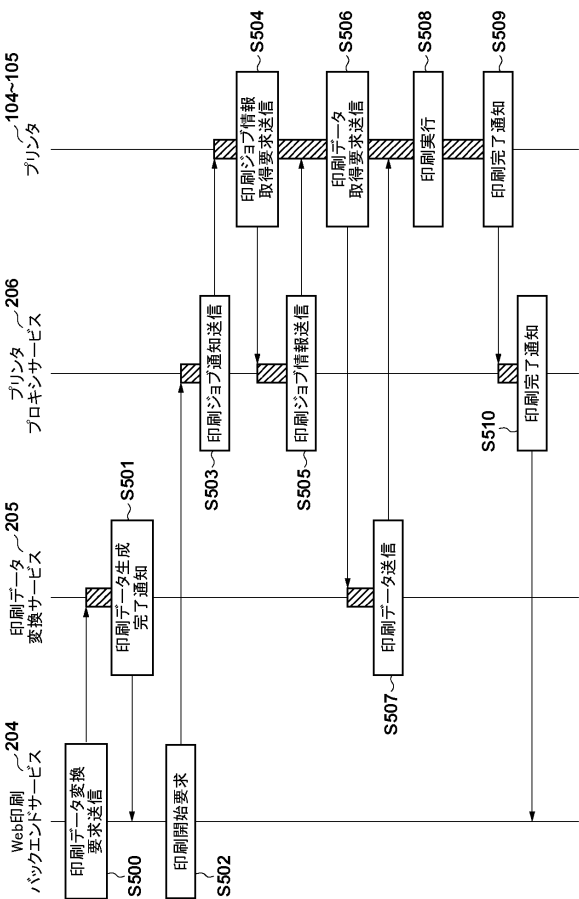 Web印刷
バックエンドサービス
204
印刷データ
変換サービス
205
プリンタ
プロキシサービス
206
プリンタ
104~105
印刷データ変換
要求送信
S500
印刷データ生成
完了通知
S501
印刷開始要求
S502
印刷ジョブ通知送信
S503
印刷ジョブ情報
取得要求送信
S504
印刷ジョブ情報送信
S505
印刷データ
取得要求送信
S506
印刷データ送信
S507
印刷実行
S508
印刷完了通知
S509
印刷完了通知
S510